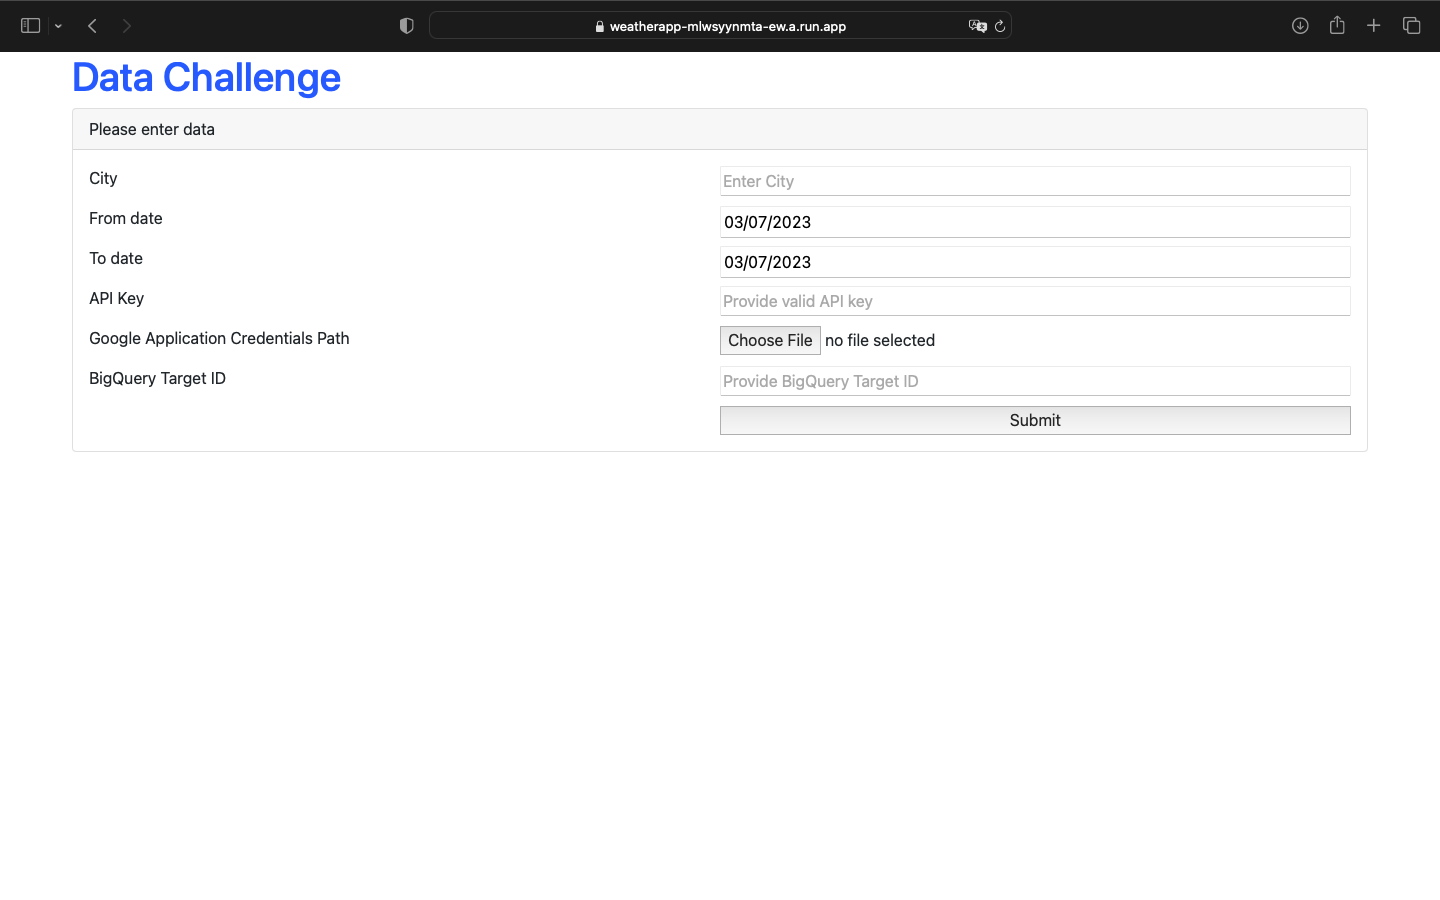 weatherapp-mlwsyynmta-ew.a.run.app
Data Challenge
Please enter data
City Enter City
From date 03/07/2023
To date 03/07/2023
API Key Provide valid API key
Google Application Credentials Path Choose File no file selected
BigQuery Target ID Provide BigQuery Target ID
Submit